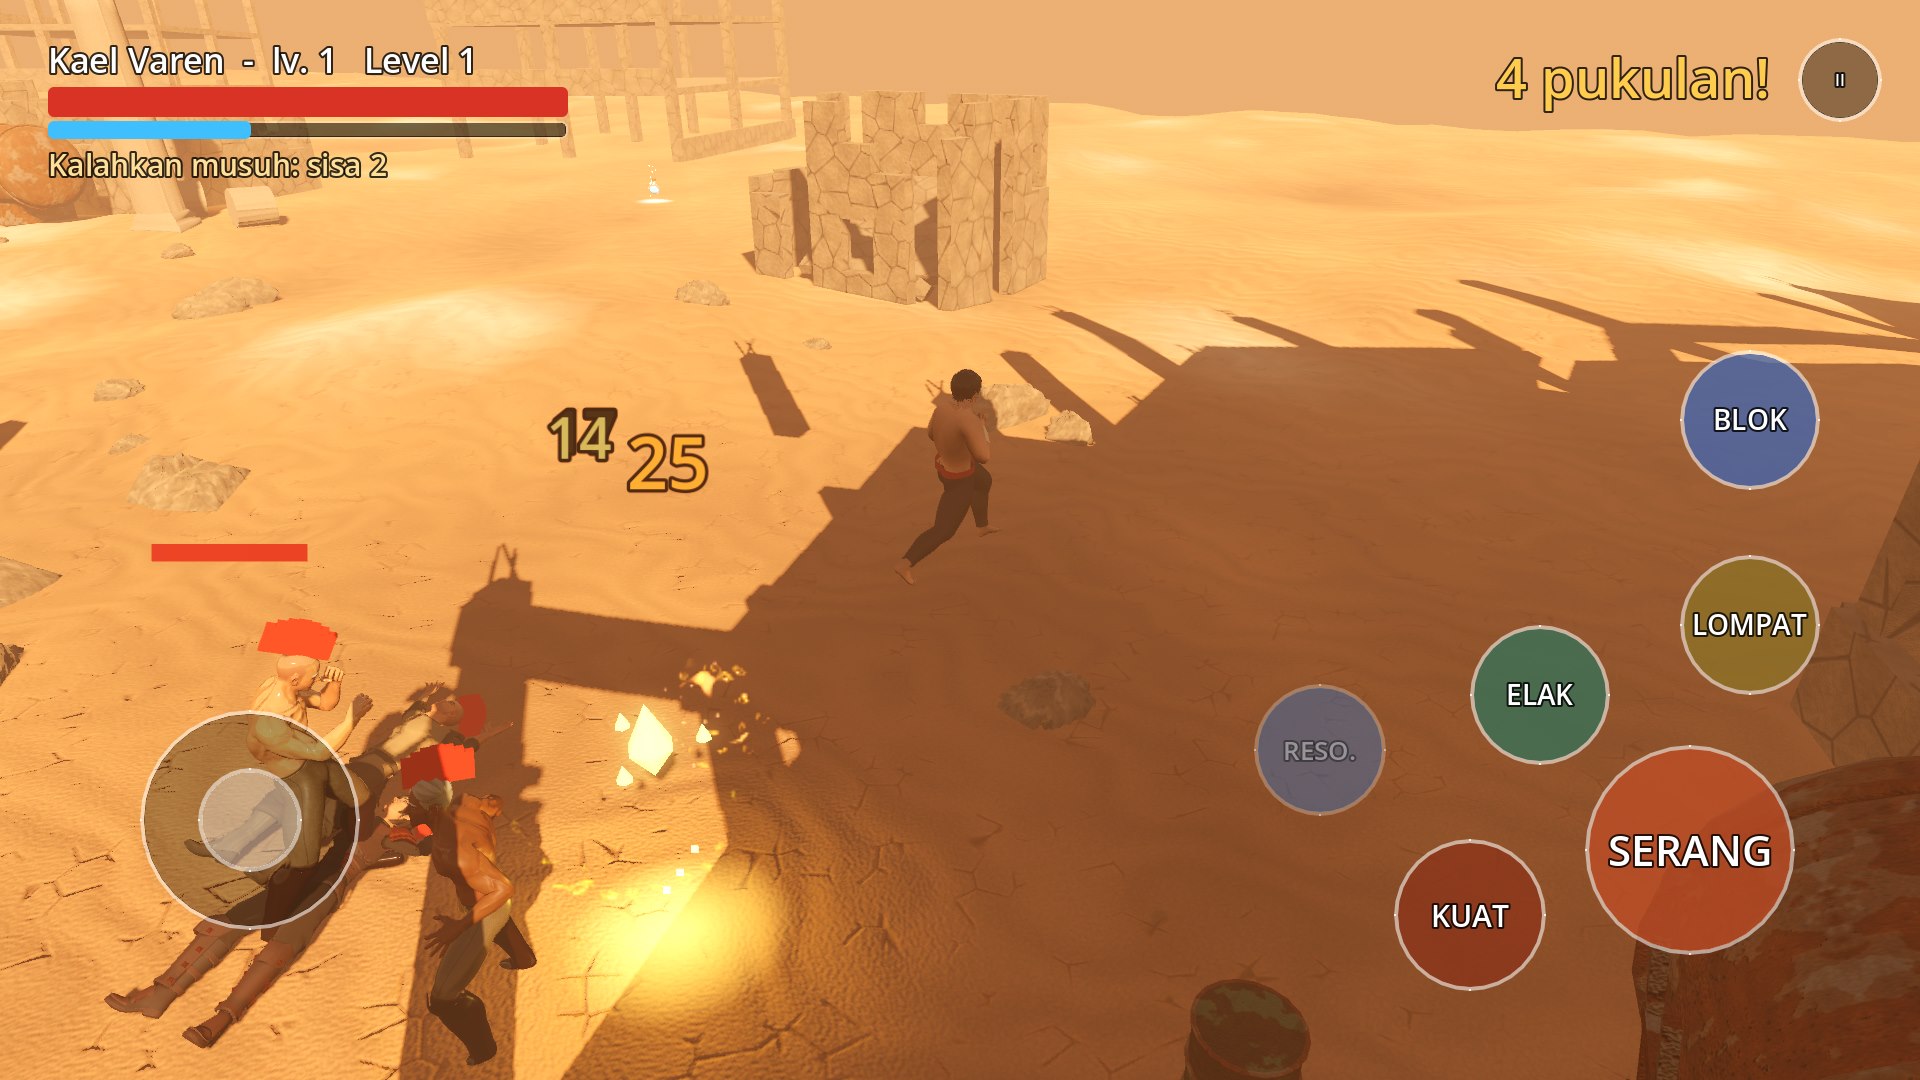 Kael Varen - lv. 1 Level 1
4 pukulan!
II
Kalahkan musuh: sisa 2
14
25
BLOK
LOMPAT
ELAK
RESO.
SERANG
KUAT